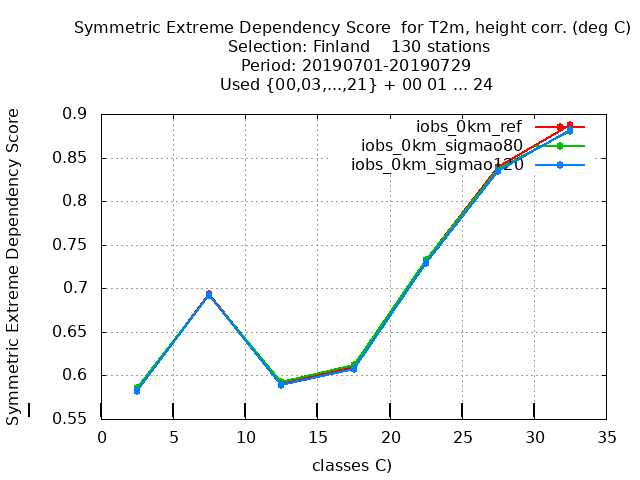 Symmetric Extreme Dependency Score  for T2m, height corr. (deg C)
Selection: Finland    130 stations
Period: 20190701-20190729
Used {00,03,...,21} + 00 01 ... 24
Symmetric Extreme Dependency Score
0.9
0.85
0.8
0.75
0.7
0.65
0.6
0.55
iobs_0km_ref
iobs_0km_sigmao80
iobs_0km_sigmao120
0 5 10 15 20 25 30 35
classes C)